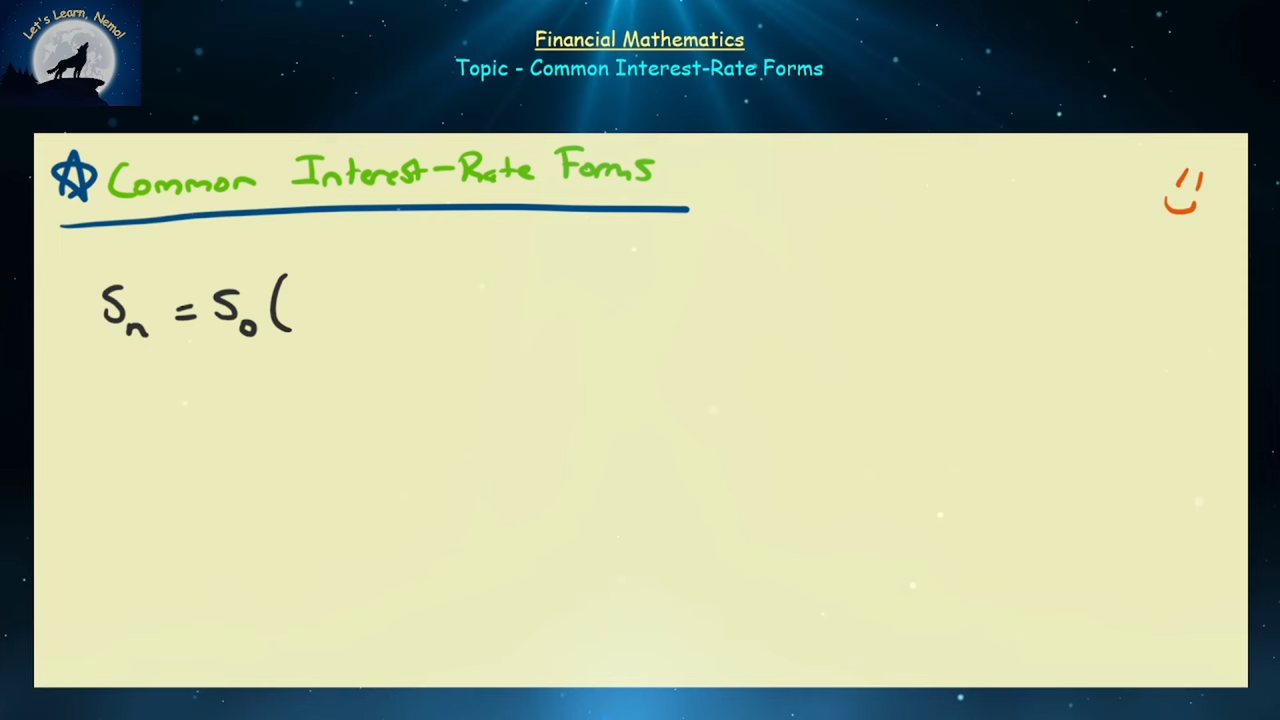 Let's Learn, Nemo!
Financial Mathematics
Topic - Common Interest-Rate Forms
Common Interest-Rate Forms
Sₙ = S₀ (